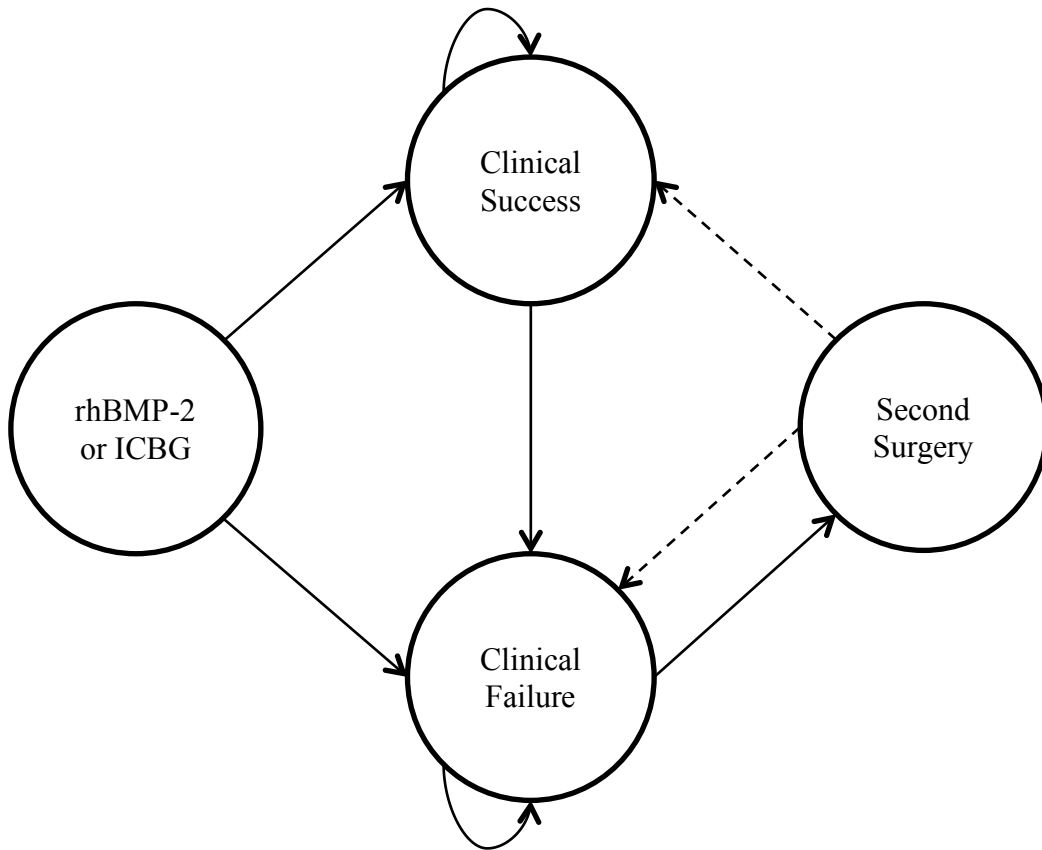 Clinical
Success
rhBMP-2
or ICBG
Second
Surgery
Clinical
Failure